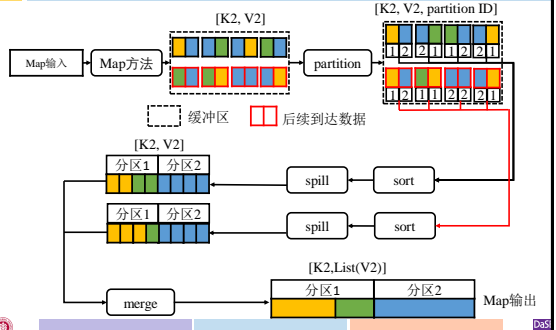 [K2, V2]
[K2, V2, partition ID]
Map输入
Map方法
partition
1 2 2 1 1 2 2 1
1 2 1 1 2 2 2 1
缓冲区
后续到达数据
[K2, V2]
分区1 分区2
spill
sort
分区1 分区2
spill
sort
[K2,List(V2)]
分区1 分区2
merge
Map输出
DaSE